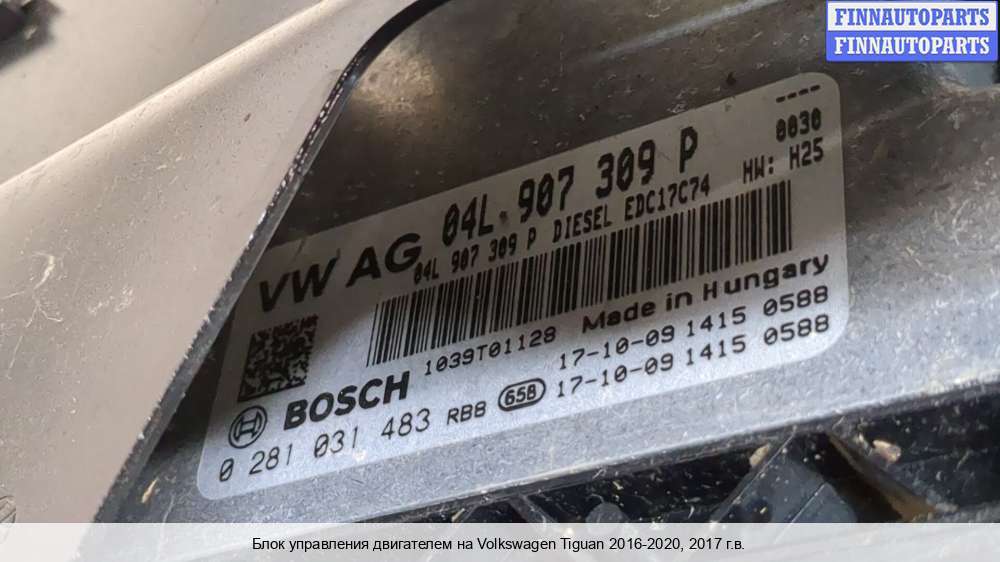 FINNAUTOPARTS
FINNAUTOPARTS
----
0030
VW AG 04L 907 309 P HW: H25
04L 907 309 P DIESEL EDC17C74
1039T01128 Made in Hungary
BOSCH 17-10-09 1415 0588
0 281 031 483 RB8 65B 17-10-09 1415 0588
Блок управления двигателем на Volkswagen Tiguan 2016-2020, 2017 г.в.